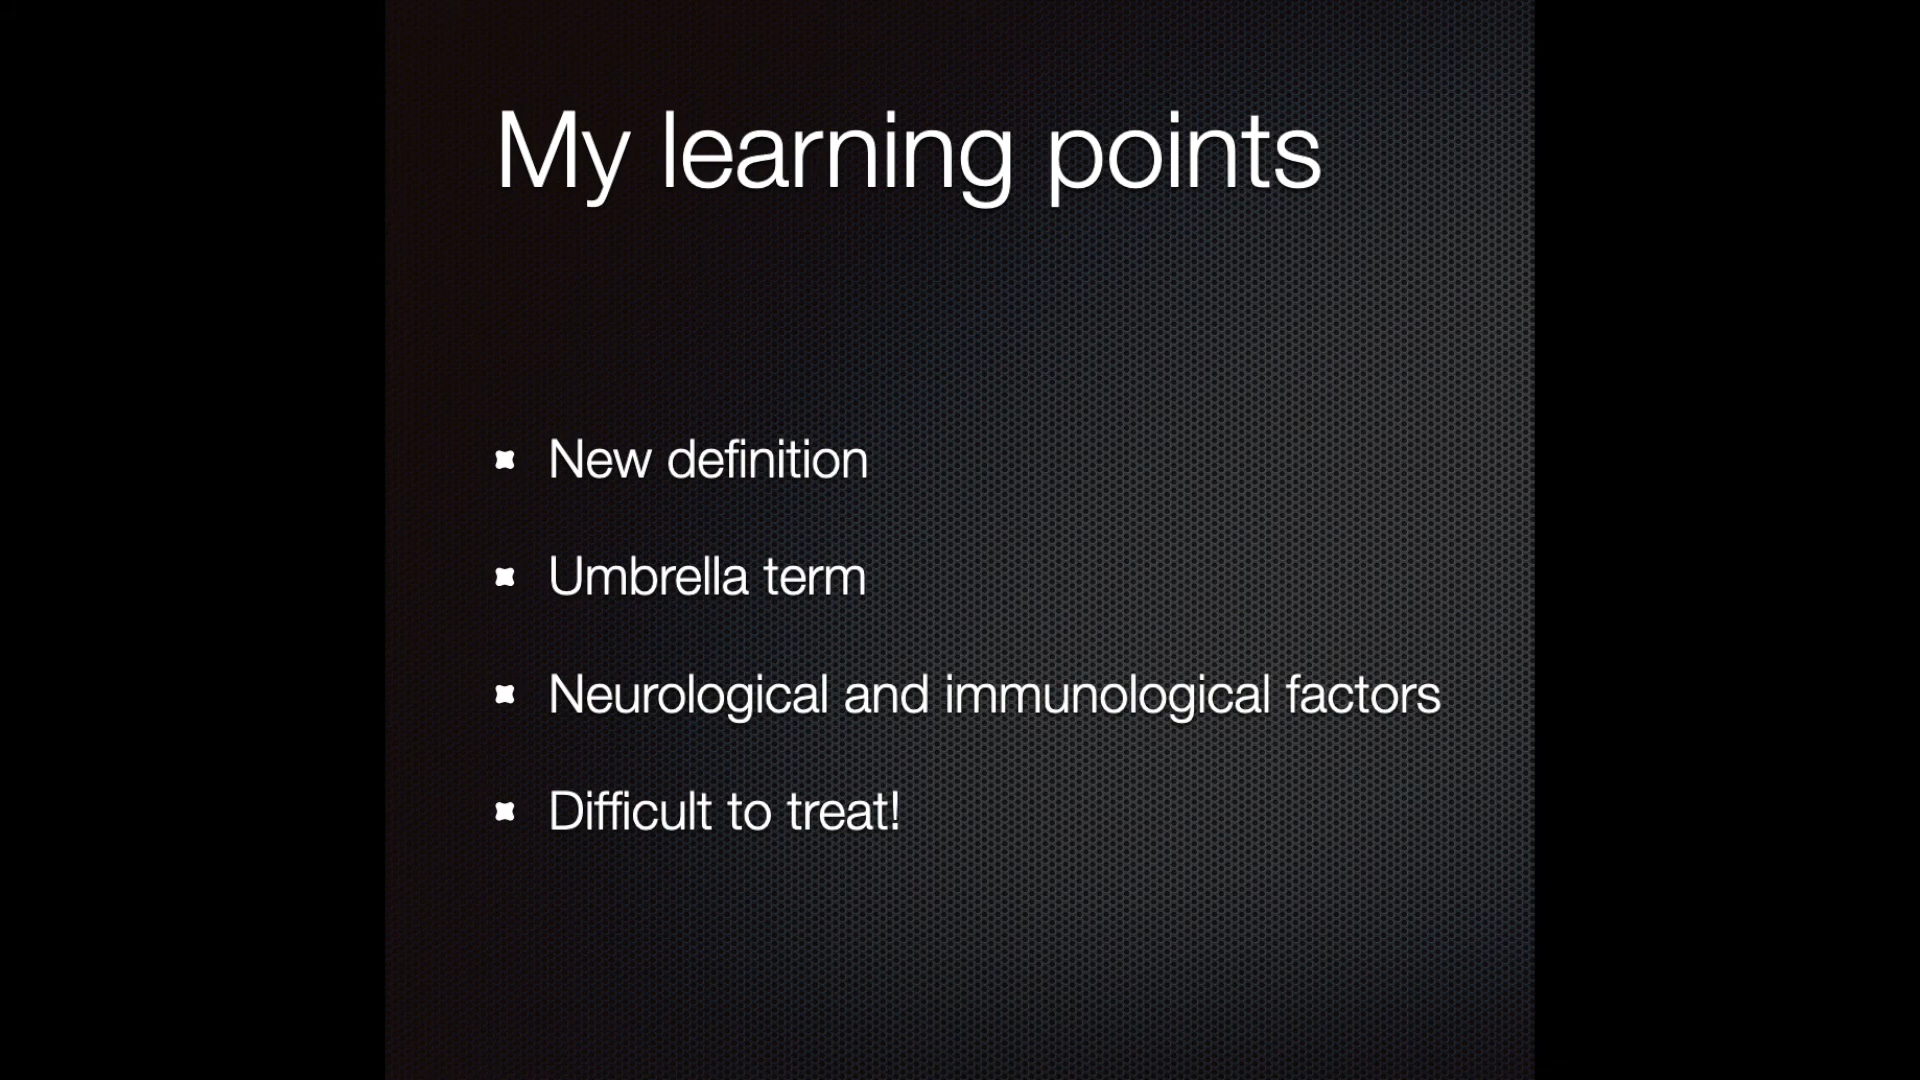 My learning points
New definition
Umbrella term
Neurological and immunological factors
Difficult to treat!